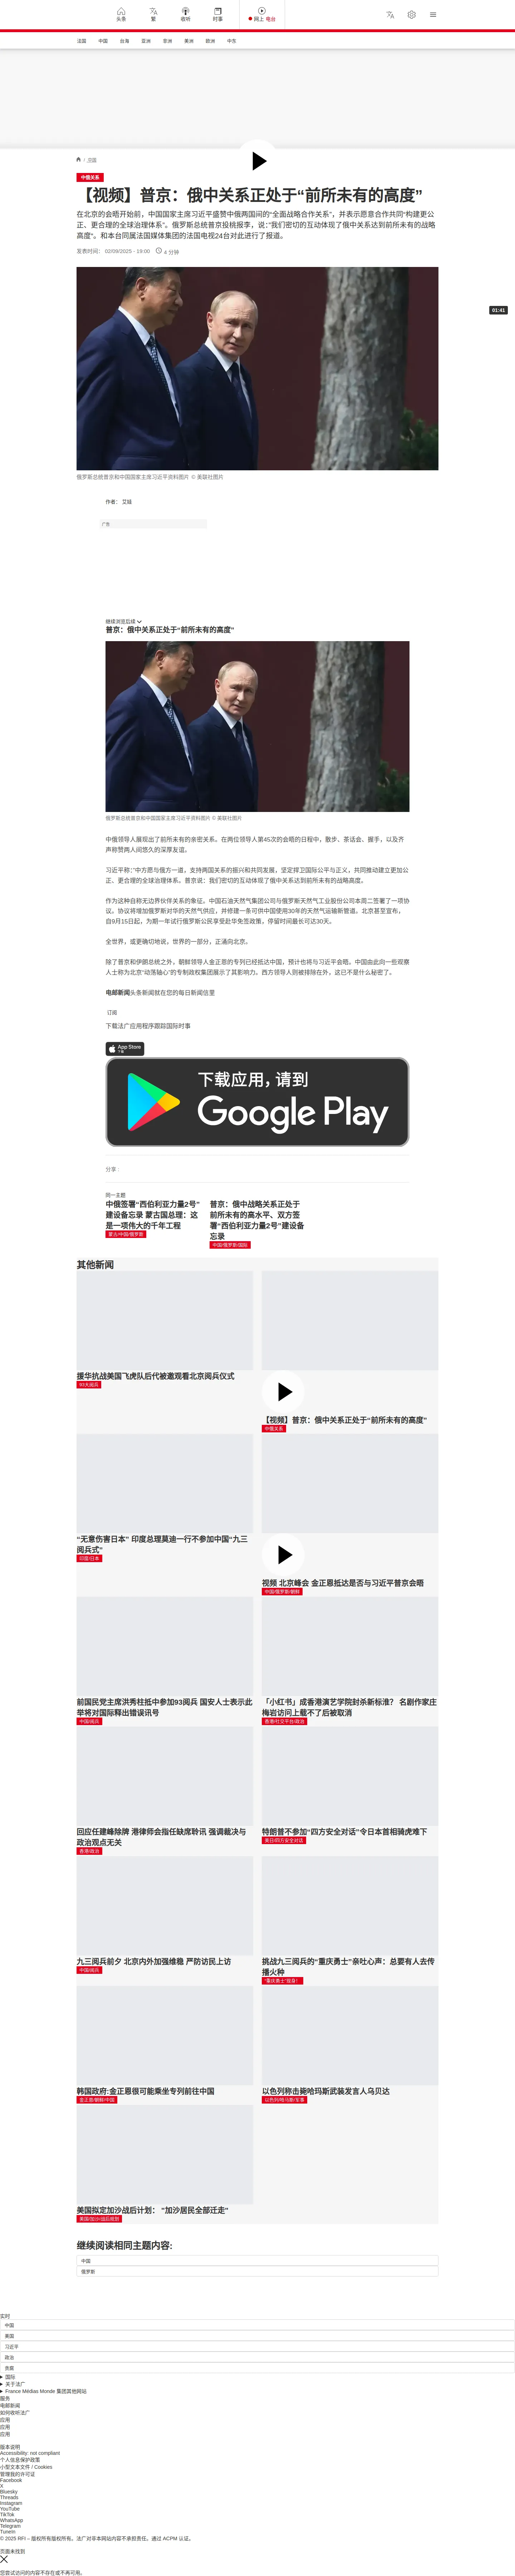 头条
繁
收听
时事
网上 电台
法国
中国
台海
亚洲
非洲
美洲
欧洲
中东
/ 节目
中俄关系
【视频】普京：俄中关系正处于“前所未有的高度”
在北京的会晤开始前，中国国家主席习近平盛赞中俄两国间的“全面战略合作关系”，并表示愿意合作共同“构建更公
正、更合理的全球治理体系”。俄罗斯总统普京投桃报李，说：“我们密切的互动体现了俄中关系达到前所未有的战略
高度“。和本台同属法国媒体集团的法国电视24台对此进行了报道。
发表时间： 02/09/2025 - 19:00
4 分钟
01:41
俄罗斯总统普京和中国国家主席习近平资料图片 © 美联社图片
作者： 艾娃
广告
继续浏览后续
普京：俄中关系正处于“前所未有的高度”
俄罗斯总统普京和中国国家主席习近平资料图片 © 美联社图片
中俄领导人展现出了前所未有的亲密关系。在两位领导人第45次的会晤的日程中，散步、茶话会、握手，以及齐
声称赞两人间悠久的深厚友谊。
习近平称：”中方愿与俄方一道，支持两国关系的振兴和共同发展，坚定捍卫国际公平与正义，共同推动建立更加公
正、更合理的全球治理体系。普京说：我们密切的互动体现了俄中关系达到前所未有的战略高度。
作为这种自称无边界伙伴关系的象征，中国石油天然气集团公司与俄罗斯天然气工业股份公司本周二签署了一项协
议。协议将增加俄罗斯对华的天然气供应，并修建一条可供中国使用30年的天然气运输新管道。北京甚至宣布，
自9月15日起，为期一年试行俄罗斯公民享受赴华免签政策，停留时间最长可达30天。
全世界，或更确切地说，世界的一部分，正涌向北京。
除了普京和伊朗总统之外，朝鲜领导人金正恩的专列已经抵达中国，预计也将与习近平会晤。中国由此向一些观察
人士称为北京“动荡轴心”的专制政权集团展示了其影响力。西方领导人则被排除在外，这已不是什么秘密了。
电邮新闻头条新闻就在您的每日新闻信里
订阅
下载法广应用程序跟踪国际时事
App Store
下载
下载应用，请到
Google Play
分享 :
同一主题
中俄签署“西伯利亚力量2号”
建设备忘录 蒙古国总理：这
是一项伟大的千年工程
蒙古/中国/俄罗斯
普京：俄中战略关系正处于
前所未有的高水平、双方签
署“西伯利亚力量2号”建设备
忘录
中国/俄罗斯/国际
其他新闻
援华抗战美国飞虎队后代被邀观看北京阅兵仪式
93大阅兵
【视频】普京：俄中关系正处于“前所未有的高度”
中俄关系
“无意伤害日本” 印度总理莫迪一行不参加中国“九三
阅兵式”
印度/日本
视频 北京峰会 金正恩抵达是否与习近平普京会晤
中国/俄罗斯/朝鲜
前国民党主席洪秀柱抵中参加93阅兵 国安人士表示此
举将对国际释出错误讯号
中国/阅兵
「小红书」成香港演艺学院封杀新标准？ 名剧作家庄
梅岩访问上载不了后被取消
香港/社交平台/政治
回应任建峰除牌 港律师会指任缺席聆讯 强调裁决与
政治观点无关
香港/政治
特朗普不参加“四方安全对话”令日本首相骑虎难下
美日/四方安全对话
九三阅兵前夕 北京内外加强维稳 严防访民上访
中国/阅兵
挑战九三阅兵的“重庆勇士”亲吐心声：总要有人去传
播火种
“重庆勇士”现身！
韩国政府:金正恩很可能乘坐专列前往中国
金正恩/朝鲜/中国
以色列称击毙哈玛斯武装发言人乌贝达
以色列/哈马斯/军事
美国拟定加沙战后计划： “加沙居民全部迁走”
美国/加沙/战后规划
继续阅读相同主题内容:
中国
俄罗斯
实时
中国
美国
习近平
政治
贪腐
国际
关于法广
France Médias Monde 集团其他网站
服务
电邮新闻
如何收听法广
应用
应用
应用
版本说明
Accessibility: not compliant
个人信息保护政策
小型文本文件 / Cookies
管理我的许可证
Facebook
X
Bluesky
Threads
Instagram
YouTube
TikTok
WhatsApp
Telegram
TuneIn
© 2025 RFI – 版权所有版权所有。法广对非本网站内容不承担责任。通过 ACPM 认证。
页面未找到
您尝试访问的内容不存在或不再可用。